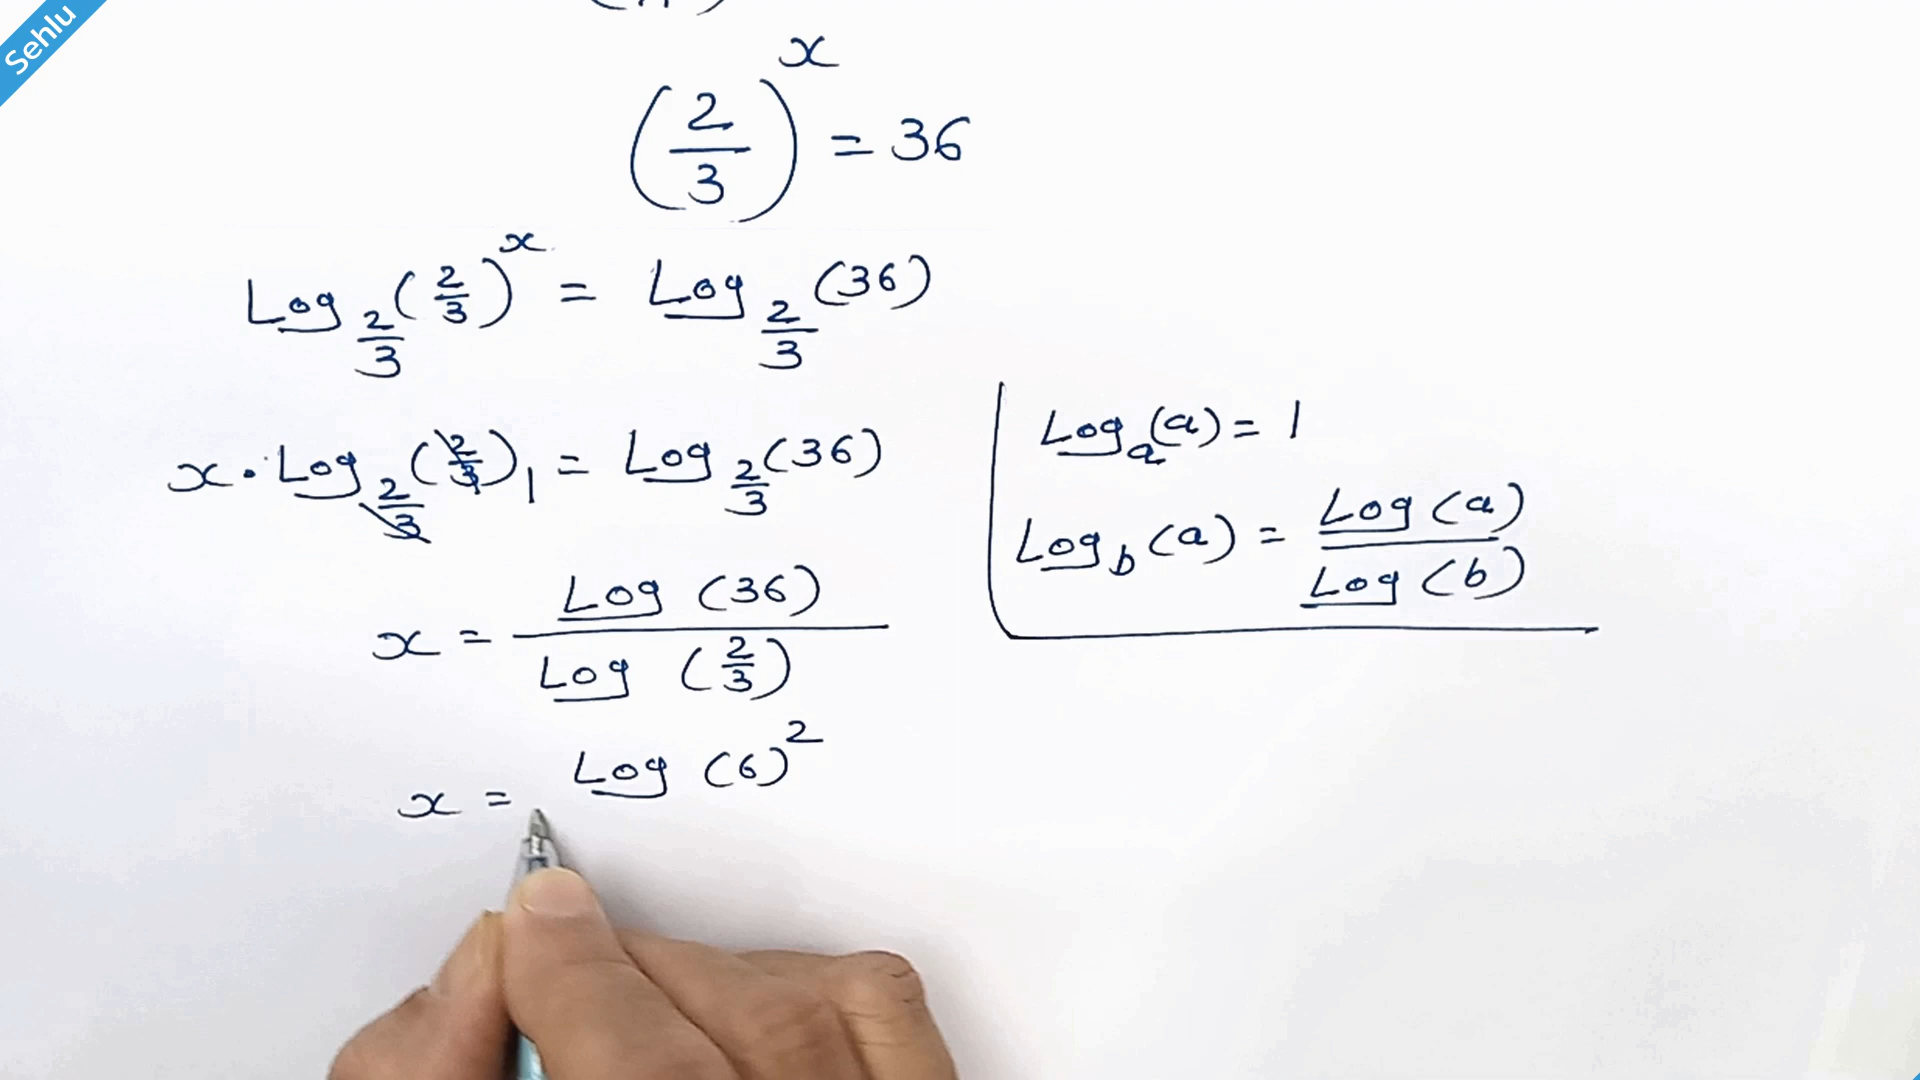 Sehlu
(2/3)^x = 36
Log_{2/3} (2/3)^x = Log_{2/3} (36)
x · Log_{2/3} (2/3) 1 = Log_{2/3} (36)
Log_a (a) = 1
Log_b (a) = Log (a) / Log (b)
x = Log (36) / Log (2/3)
x = Log (6)^2